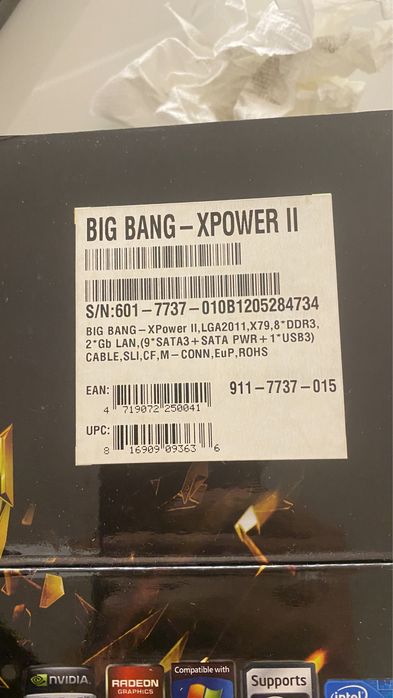 BIG BANG-XPOWER II
S/N:601-7737-010B1205284734
BIG BANG-XPower II,LGA2011,X79,8*DDR3,
2*Gb LAN,(9*SATA3+SATA PWR+1*USB3)
CABLE,SLI,CF,M-CONN,EuP,ROHS
EAN:
911-7737-015
4 719072 250041
UPC:
8 16909 09363 6
NVIDIA.
RADEON
GRAPHICS
Compatible with
Supports
intel